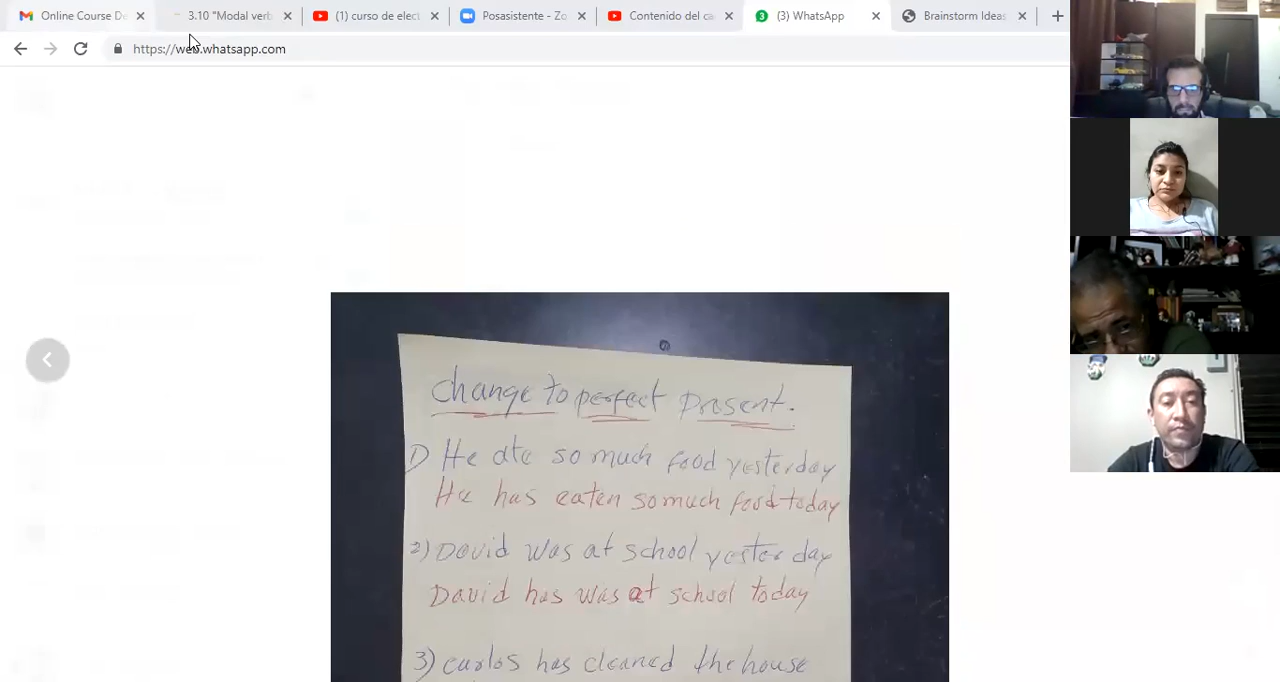 Online Course De
3.10 "Modal verb
(1) curso de elect
Posasistente - Zo
Contenido del ca
(3) WhatsApp
Brainstorm Ideas
https://web.whatsapp.com
Change to perfect Present.
1) He ate so much food yesterday
He has eaten so much food today
2) David was at school yesterday
David has was at school today
3) carlos has cleaned the house